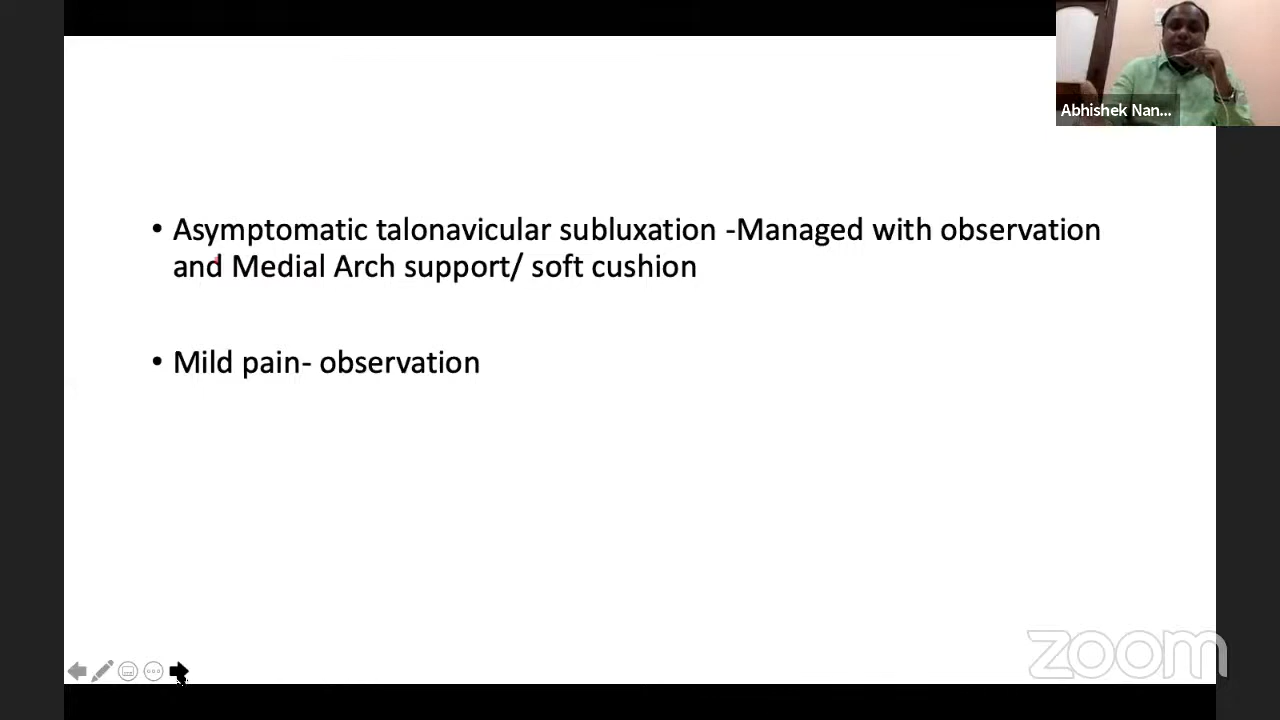 Abhishek Nan...
• Asymptomatic talonavicular subluxation -Managed with observation
and Medial Arch support/ soft cushion
• Mild pain- observation
zoom